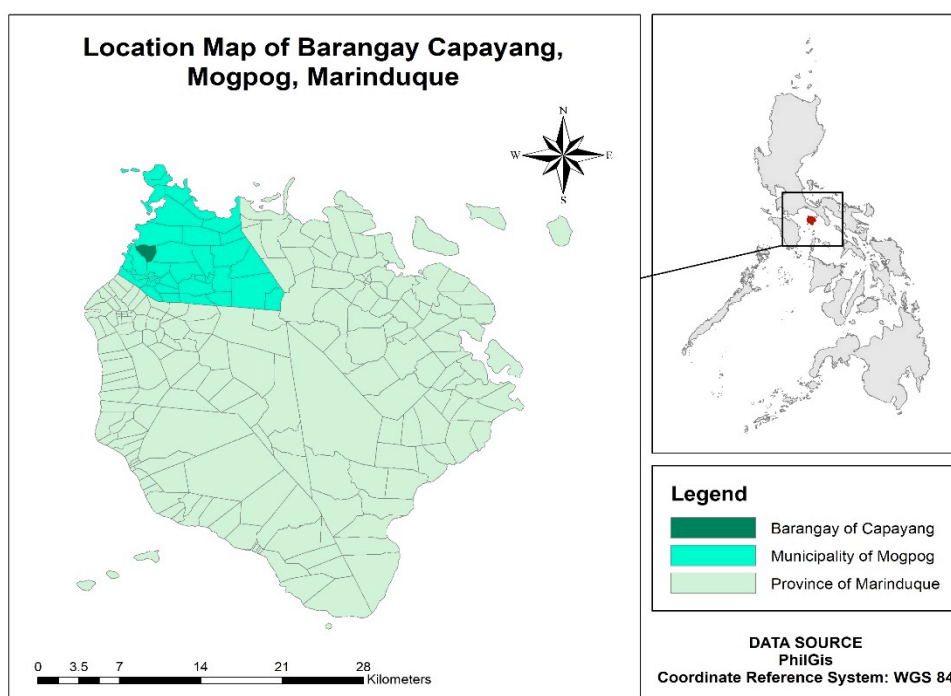 Location Map of Barangay Capayang,
Mogpog, Marinduque
N
W E
S
0 3.5 7 14 21 28
Kilometers
Legend
Barangay of Capayang
Municipality of Mogpog
Province of Marinduque
DATA SOURCE
PhilGis
Coordinate Reference System: WGS 84